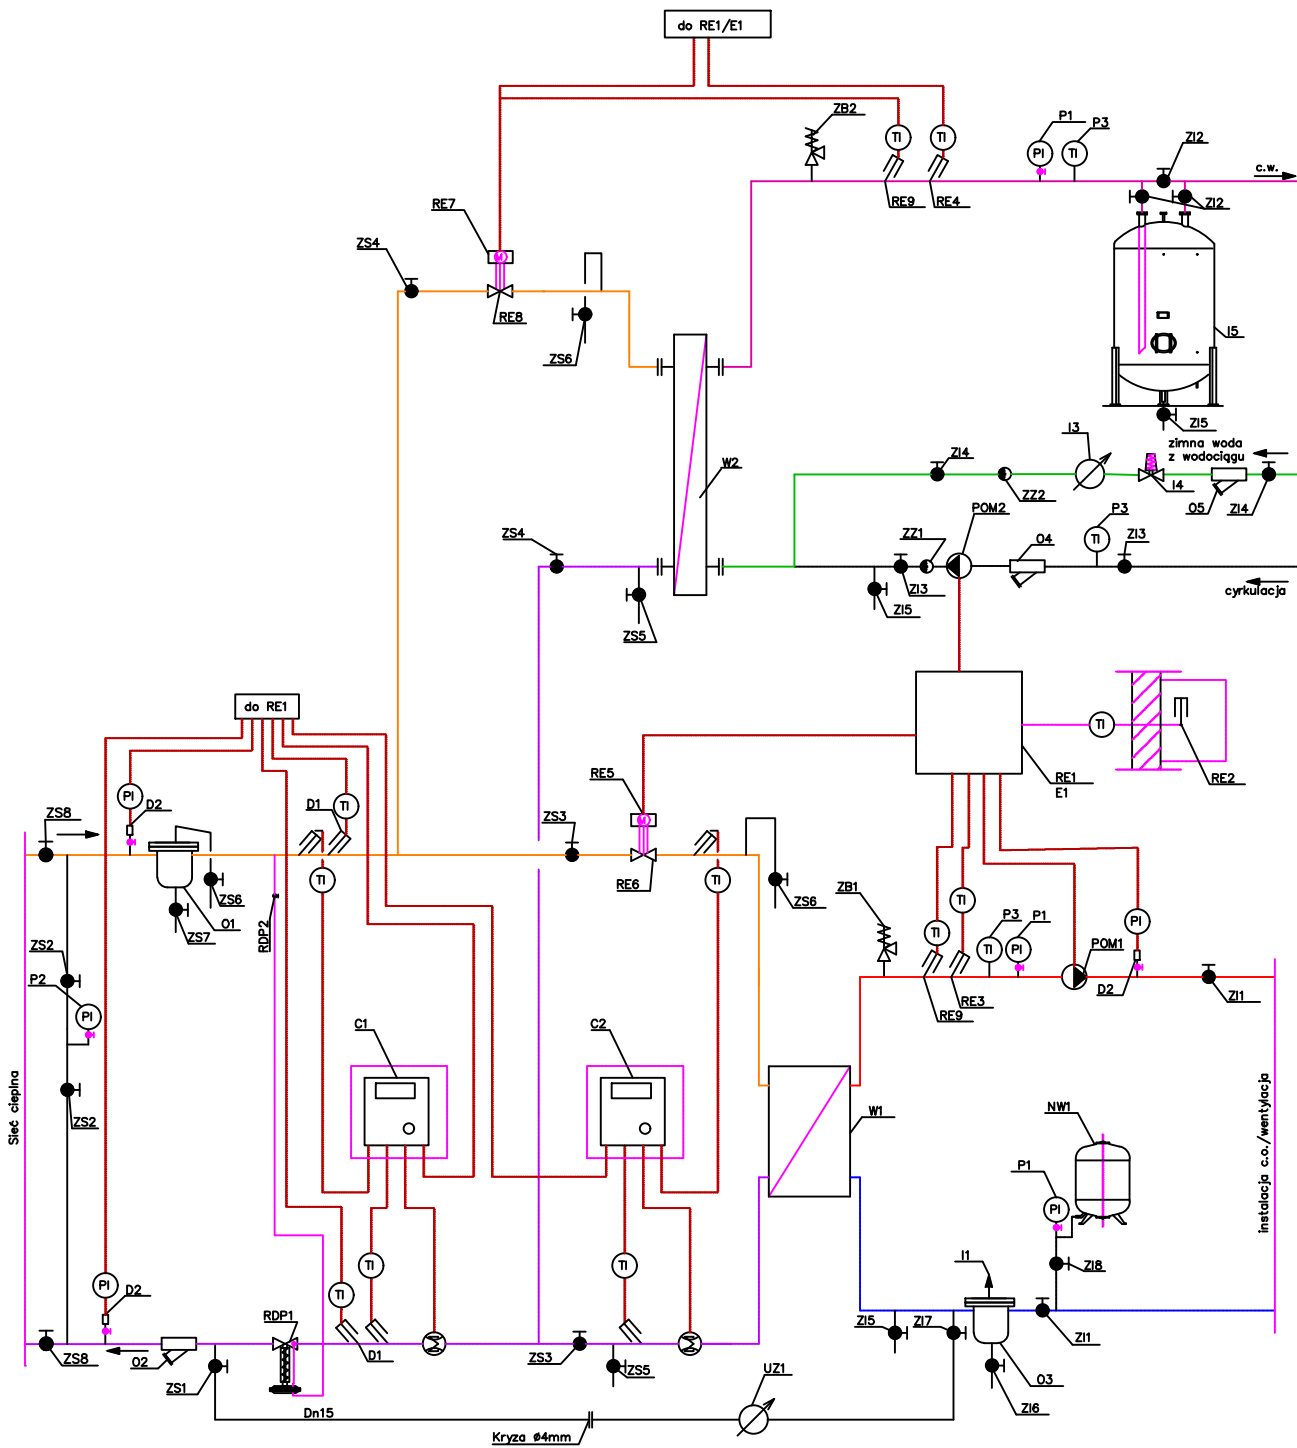 do RE1/E1
ZB2
P1
P3
ZI2
TI
TI
PI
TI
c.w.
RE9
RE4
ZI2
RE7
ZS4
M
RE8
ZS6
I5
ZI5
I3
zimna woda
z wodociągu
W2
ZI4
ZZ2
I4
O5
ZI4
POM2
P3
ZS4
ZZ1
O4
TI
ZI3
ZI3
ZI5
cyrkulacja
ZS5
do RE1
TI
RE5
RE1
E1
RE2
PI
D2
D1
TI
ZS8
ZS3
M
RE6
TI
TI
ZS6
O1
ZS7
RDP2
ZS6
ZB1
TI
TI
P3
P1
TI
PI
PI
POM1
ZS2
P2
PI
RE3
RE9
D2
ZI1
C1
C2
Sieć cieplna
ZS2
W1
NW1
P1
PI
instalacja c.o./wentylacja
I1
ZI8
TI
TI
PI
D2
TI
RDP1
ZS8
O2
D1
ZS3
ZI5
ZI7
ZI1
ZS1
ZS5
UZ1
O3
ZI6
Dn15
Kryza Ø4mm